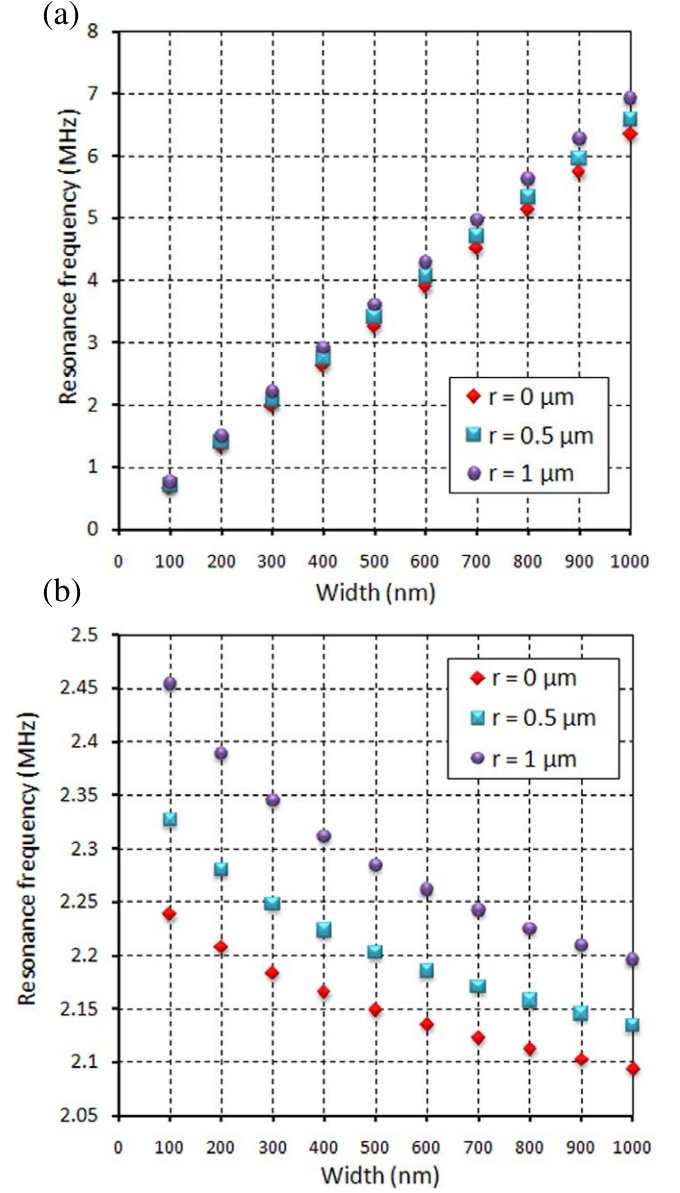 (a)
8
7
6
5
4
3
2
1
0
Resonance frequency (MHz)
r = 0 μm
r = 0.5 μm
r = 1 μm
0 100 200 300 400 500 600 700 800 900 1000
Width (nm)
(b)
2.5
2.45
2.4
2.35
2.3
2.25
2.2
2.15
2.1
2.05
Resonance frequency (MHz)
r = 0 μm
r = 0.5 μm
r = 1 μm
0 100 200 300 400 500 600 700 800 900 1000
Width (nm)